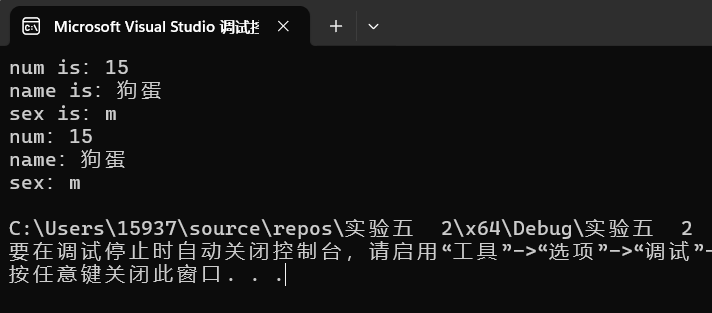 Microsoft Visual Studio 调试
num is: 15
name is: 狗蛋
sex is: m
num: 15
name: 狗蛋
sex: m
C:\Users\15937\source\repos\实验五  2\x64\Debug\实验五  2
要在调试停止时自动关闭控制台, 请启用“工具”->“选项”->“调试”-
按任意键关闭此窗口. . .